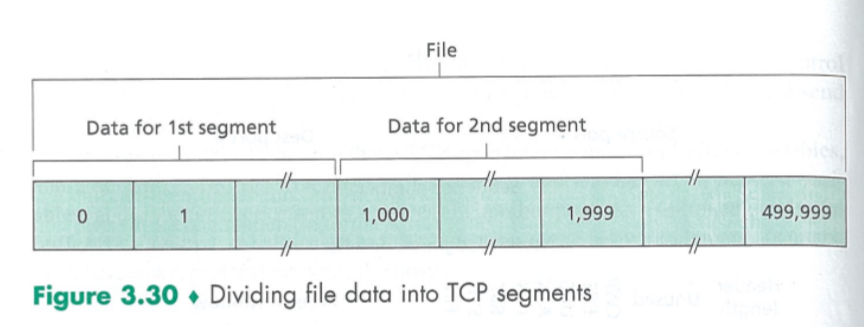 File
Data for 1st segment Data for 2nd segment
0 1 1,000 1,999 499,999
Figure 3.30 ♦ Dividing file data into TCP segments